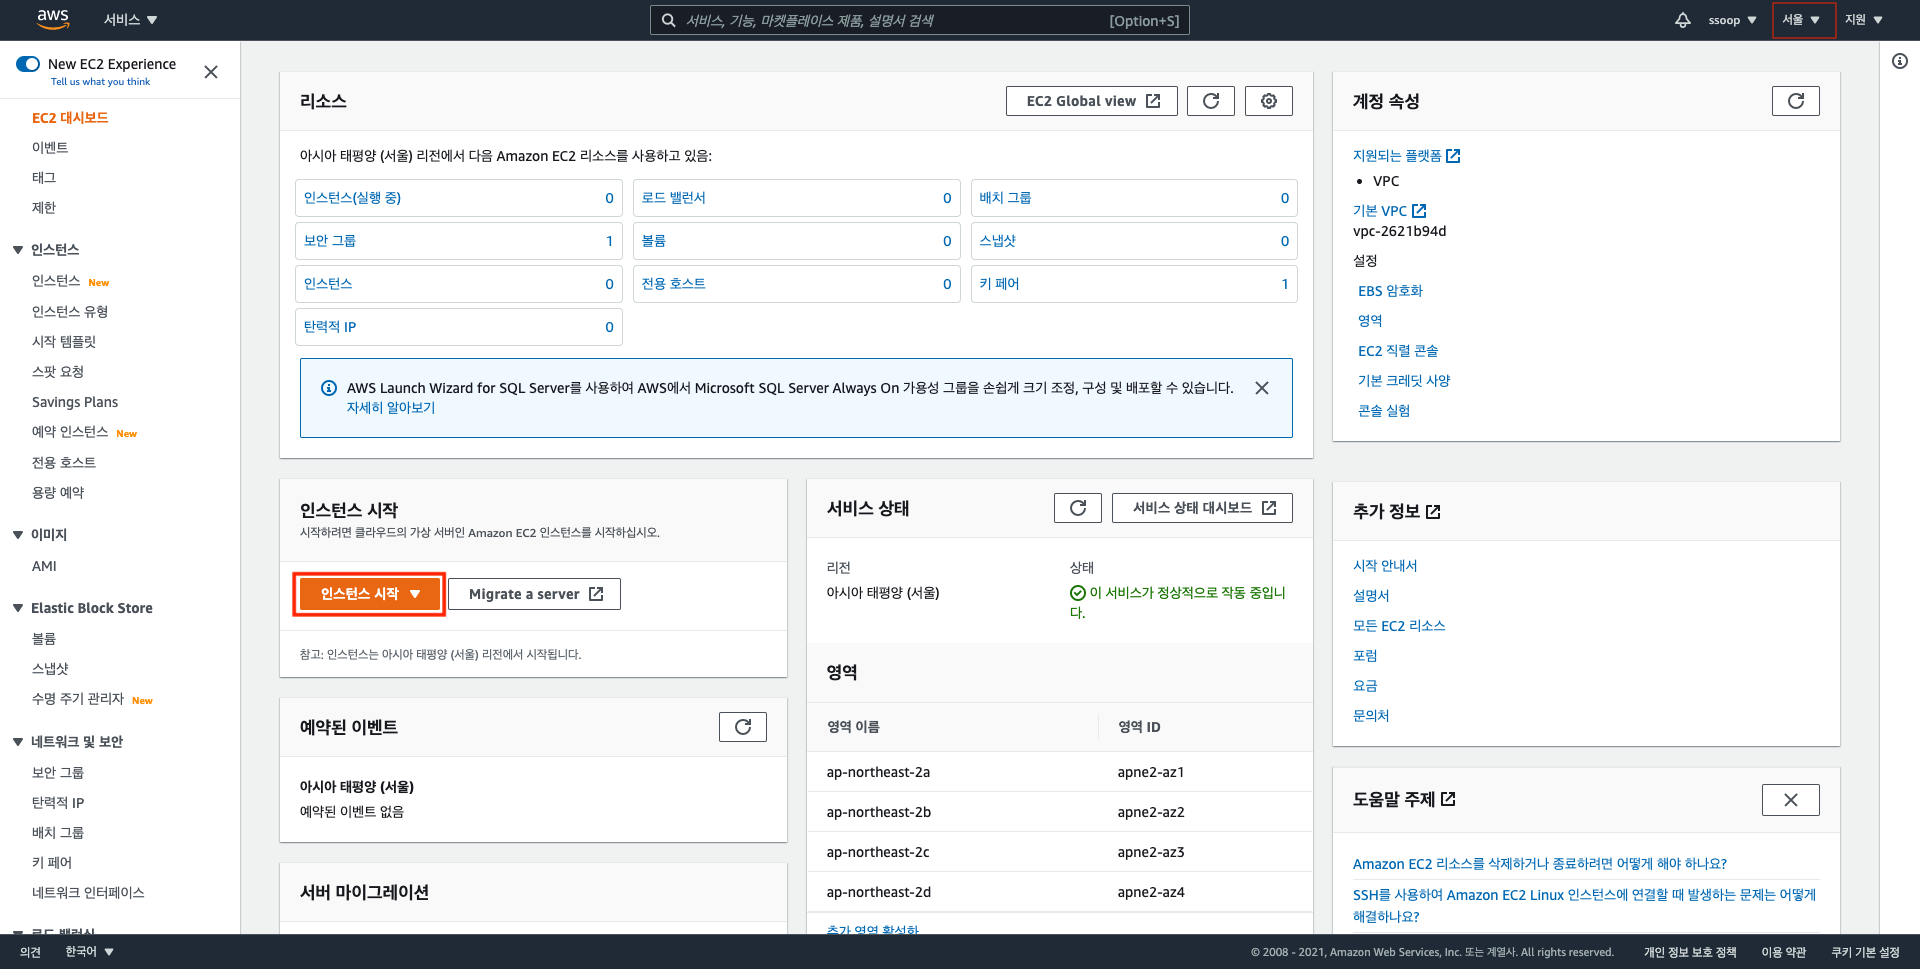 aws
서비스 ▼
서비스, 기능, 마켓플레이스 제품, 설명서 검색
[Option+S]
ssoop ▼
서울 ▼
지원 ▼
New EC2 Experience
Tell us what you think
EC2 대시보드
이벤트
태그
제한
▼ 인스턴스
인스턴스 New
인스턴스 유형
시작 템플릿
스팟 요청
Savings Plans
예약 인스턴스 New
전용 호스트
용량 예약
▼ 이미지
AMI
▼ Elastic Block Store
볼륨
스냅샷
수명 주기 관리자 New
▼ 네트워크 및 보안
보안 그룹
탄력적 IP
배치 그룹
키 페어
네트워크 인터페이스
▼ 로드 밸런싱
리소스
EC2 Global view
아시아 태평양 (서울) 리전에서 다음 Amazon EC2 리소스를 사용하고 있음:
인스턴스(실행 중) 0
로드 밸런서 0
배치 그룹 0
보안 그룹 1
볼륨 0
스냅샷 0
인스턴스 0
전용 호스트 0
키 페어 1
탄력적 IP 0
AWS Launch Wizard for SQL Server를 사용하여 AWS에서 Microsoft SQL Server Always On 가용성 그룹을 손쉽게 크기 조정, 구성 및 배포할 수 있습니다.
자세히 알아보기
인스턴스 시작
시작하려면 클라우드의 가상 서버인 Amazon EC2 인스턴스를 시작하십시오.
인스턴스 시작 ▼
Migrate a server
참고: 인스턴스는 아시아 태평양 (서울) 리전에서 시작됩니다.
예약된 이벤트
아시아 태평양 (서울)
예약된 이벤트 없음
서버 마이그레이션
서비스 상태
서비스 상태 대시보드
리전
상태
아시아 태평양 (서울)
이 서비스가 정상적으로 작동 중입니
다.
영역
영역 이름
영역 ID
ap-northeast-2a apne2-az1
ap-northeast-2b apne2-az2
ap-northeast-2c apne2-az3
ap-northeast-2d apne2-az4
추가 영역 활성화
계정 속성
지원되는 플랫폼
• VPC
기본 VPC
vpc-2621b94d
설정
EBS 암호화
영역
EC2 직렬 콘솔
기본 크레딧 사양
콘솔 실험
추가 정보
시작 안내서
설명서
모든 EC2 리소스
포럼
요금
문의처
도움말 주제
Amazon EC2 리소스를 삭제하거나 종료하려면 어떻게 해야 하나요?
SSH를 사용하여 Amazon EC2 Linux 인스턴스에 연결할 때 발생하는 문제는 어떻게
해결하나요?
의견
한국어 ▼
© 2008 - 2021, Amazon Web Services, Inc. 또는 계열사. All rights reserved.
개인 정보 보호 정책
이용 약관
쿠키 기본 설정